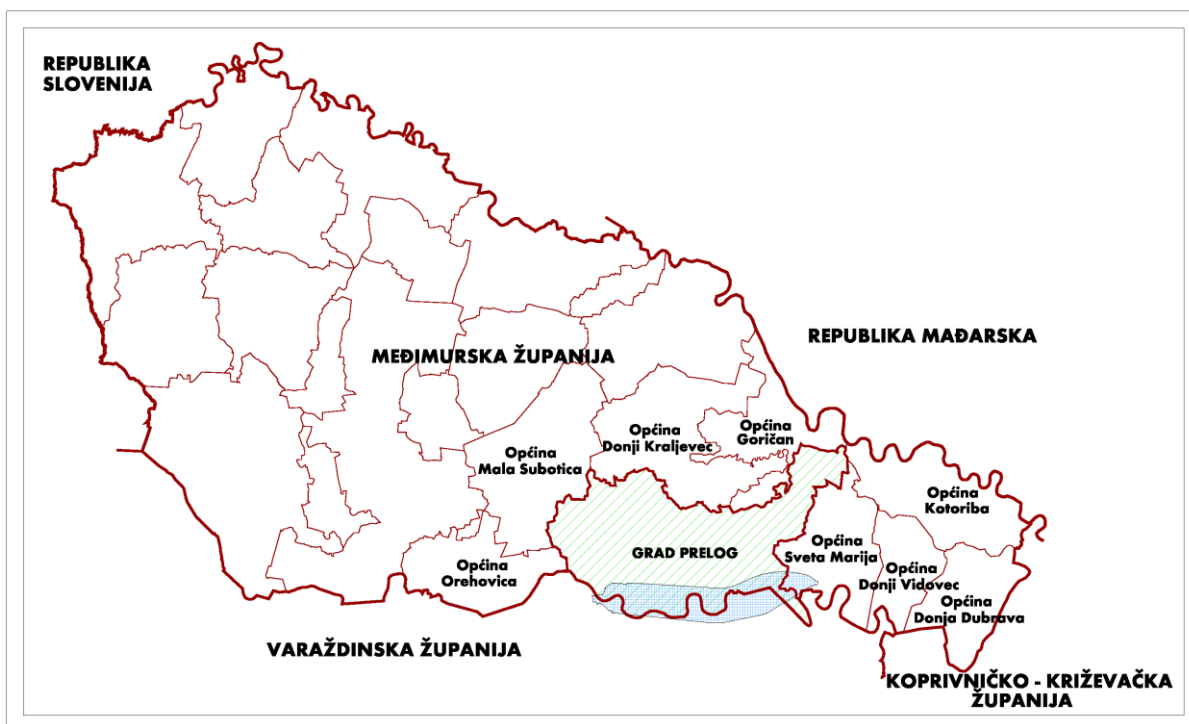 REPUBLIKA
SLOVENIJA
REPUBLIKA MAĐARSKA
MEĐIMURSKA ŽUPANIJA
Općina
Goričan
Općina
Donji Kraljevec
Općina
Mala Subotica
Općina
Kotoriba
GRAD PRELOG
Općina
Sveta Marija
Općina
Orehovica
Općina
Donji Vidovec
Općina
Donja Dubrava
VARAŽDINSKA ŽUPANIJA
KOPRIVNIČKO - KRIŽEVAČKA
ŽUPANIJA